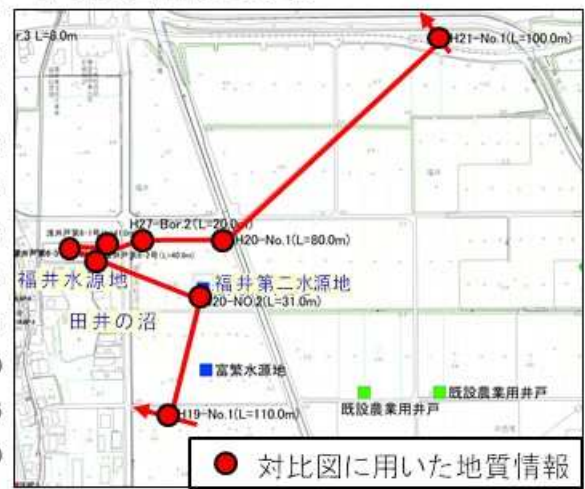 r.3 L=8.0m
H21-No.1(L=100.0m)
H27-Bor.2(L=20.0m)
H20-No.1(L=80.0m)
福井水源地
福井第二水源地
田井の沼
20-NO.2(L=31.0m)
富繁水源地
既設農業用井戸
既設農業用井戸
H19-No.1(L=110.0m)
対比図に用いた地質情報